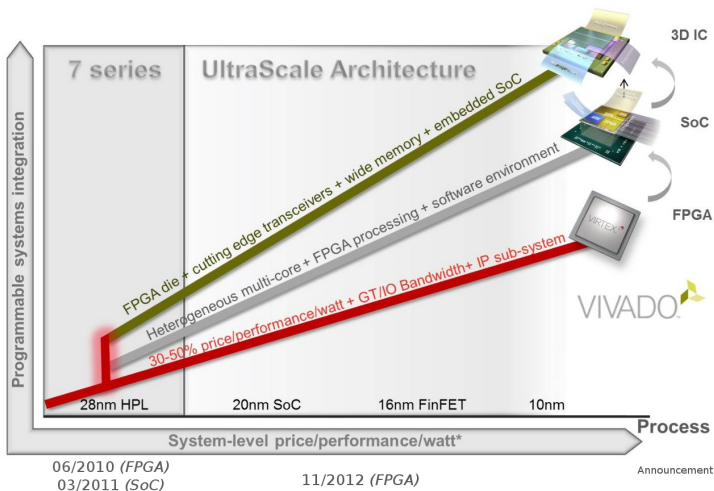 3D IC
7 series
UltraScale Architecture
SoC
FPGA
VIRTEX
VIVADO
Programmable systems integration
FPGA die + cutting edge transceivers + wide memory + embedded SoC
Heterogeneous multi-core + FPGA processing + software environment
30-50% price/performance/watt + GT/IO Bandwidth+ IP sub-system
28nm HPL
20nm SoC
16nm FinFET
10nm
Process
System-level price/performance/watt*
06/2010 (FPGA)
03/2011 (SoC)
11/2012 (FPGA)
Announcement